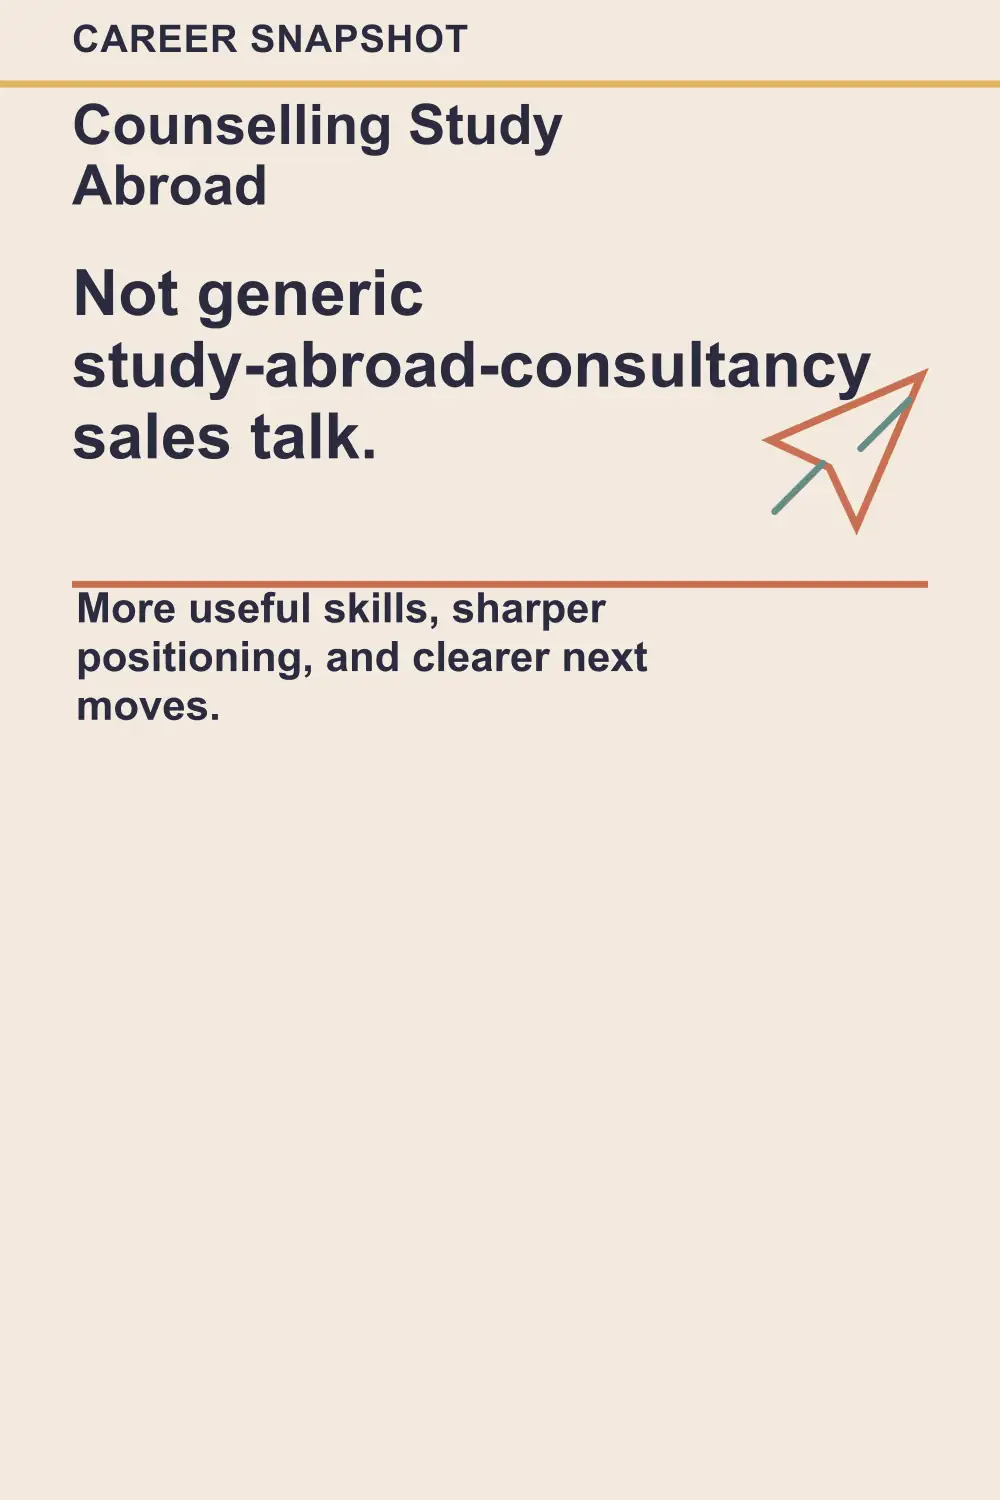 CAREER SNAPSHOT
Counselling Study
Abroad
Not generic
study-abroad-consultancy
sales talk.
More useful skills, sharper
positioning, and clearer next
moves.